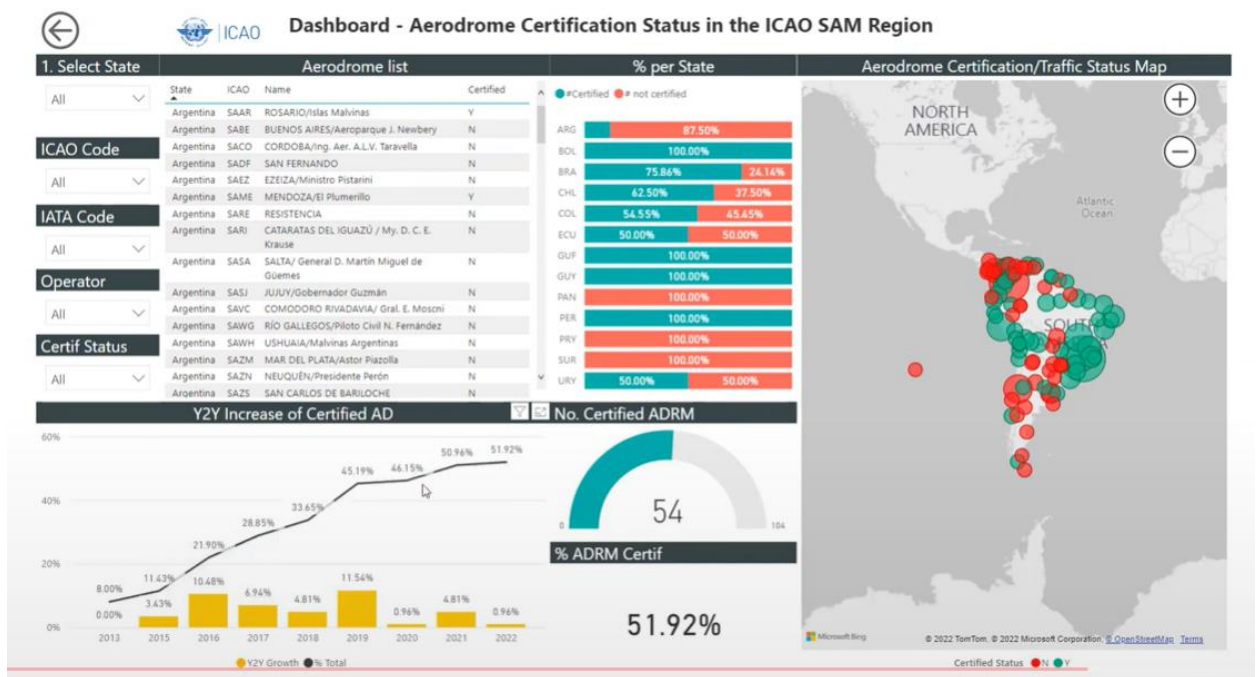 ICAO
Dashboard - Aerodrome Certification Status in the ICAO SAM Region
1. Select State
All
ICAO Code
All
IATA Code
All
Operator
All
Certif Status
All
Aerodrome list
State ICAO Name Certified
Argentina SAAR ROSARIO/Islas Malvinas Y
Argentina SABE BUENOS AIRES/Aeroparque J. Newbery N
Argentina SACO CORDOBA/Ing. Aer. A.L.V. Taravella N
Argentina SADF SAN FERNANDO N
Argentina SAEZ EZEIZA/Ministro Pistarini N
Argentina SAME MENDOZA/El Plumerillo Y
Argentina SARE RESISTENCIA N
Argentina SARI CATARATAS DEL IGUAZÚ / My. D. C. E. N
Krause
Argentina SASA SALTA/ General D. Martín Miguel de N
Güemes
Argentina SASJ JUJUY/Gobernador Guzmán N
Argentina SAVC COMODORO RIVADAVIA/ Gral. E. Mosconi N
Argentina SAWG RÍO GALLEGOS/Piloto Civil N. Fernández N
Argentina SAWH USHUAIA/Malvinas Argentinas N
Argentina SAZM MAR DEL PLATA/Astor Piazolla N
Argentina SAZN NEUQUÉN/Presidente Perón N
Argentina SAZS SAN CARLOS DE BARILOCHE N
% per State
#Certified # not certified
ARG 87.50%
BOL 100.00%
BRA 75.86% 24.14%
CHL 62.50% 37.50%
COL 54.55% 45.45%
ECU 50.00% 50.00%
GUF 100.00%
GUY 100.00%
PAN 100.00%
PER 100.00%
PRY 100.00%
SUR 100.00%
URY 50.00% 50.00%
Aerodrome Certification/Traffic Status Map
NORTH
AMERICA
Atlantic
Ocean
Microsoft Bing
© 2022 TomTom, © 2022 Microsoft Corporation, © OpenStreetMap Terms
Certified Status N Y
Y2Y Increase of Certified AD
60%
40%
20%
0%
8.00% 11.43% 21.90% 28.85% 33.65% 45.19% 46.15% 50.96% 51.92%
0.00% 3.43% 10.48% 6.94% 4.81% 11.54% 0.96% 4.81% 0.96%
2013 2015 2016 2017 2018 2019 2020 2021 2022
Y2Y Growth % Total
No. Certified ADRM
54
0 104
% ADRM Certif
51.92%